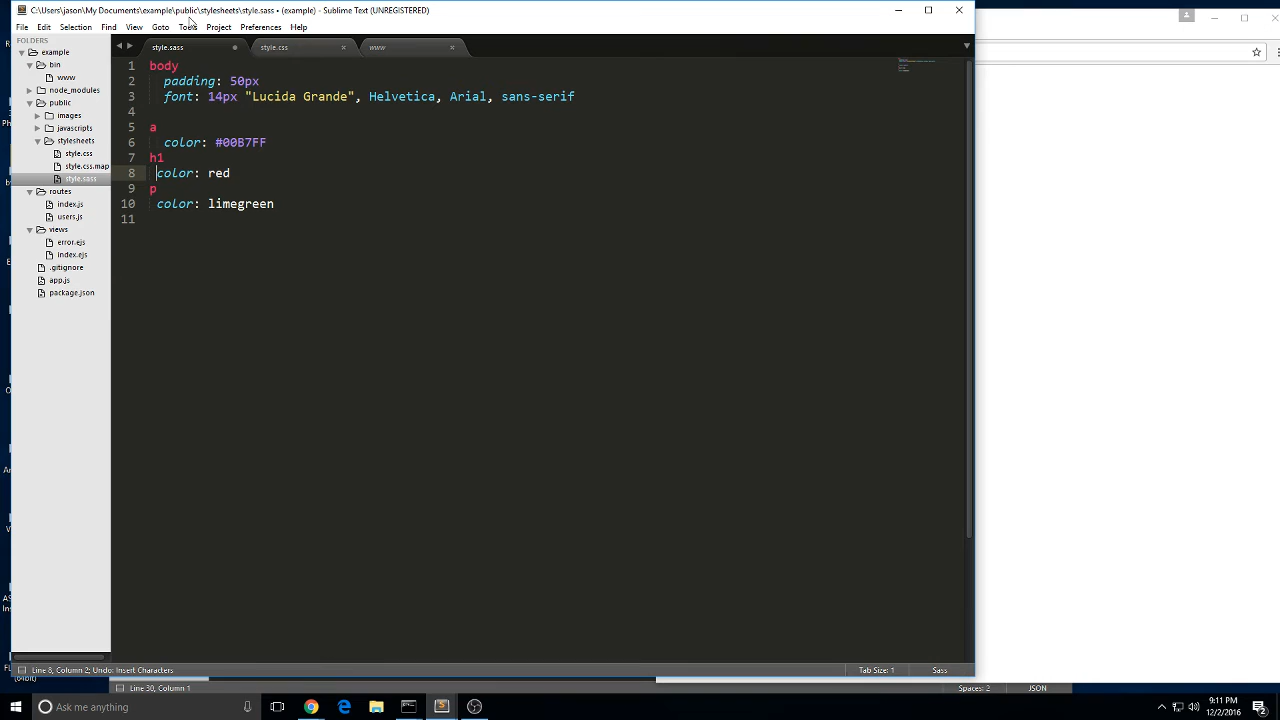 C:\Users\jason\My Documents\example\public\stylesheets\style.sass • (example) - Sublime Text (UNREGISTERED)
File Edit Selection Find View Goto Tools Project Preferences Help
FOLDERS
example
bin
www
node_modules
public
images
javascripts
stylesheets
style.css
style.css.map
style.sass
routes
index.js
users.js
views
error.ejs
index.ejs
.gitignore
app.js
package.json
style.sass style.css www
1 body
2 padding: 50px
3 font: 14px "Lucida Grande", Helvetica, Arial, sans-serif
4
5 a
6 color: #00B7FF
7 h1
8 color: red
9 p
10 color: limegreen
11
Line 8, Column 2; Undo: Insert Characters Tab Size: 1 Sass
(64bit) Line 30, Column 1 Spaces: 2 JSON
Ask me anything
9:11 PM
12/2/2016
2